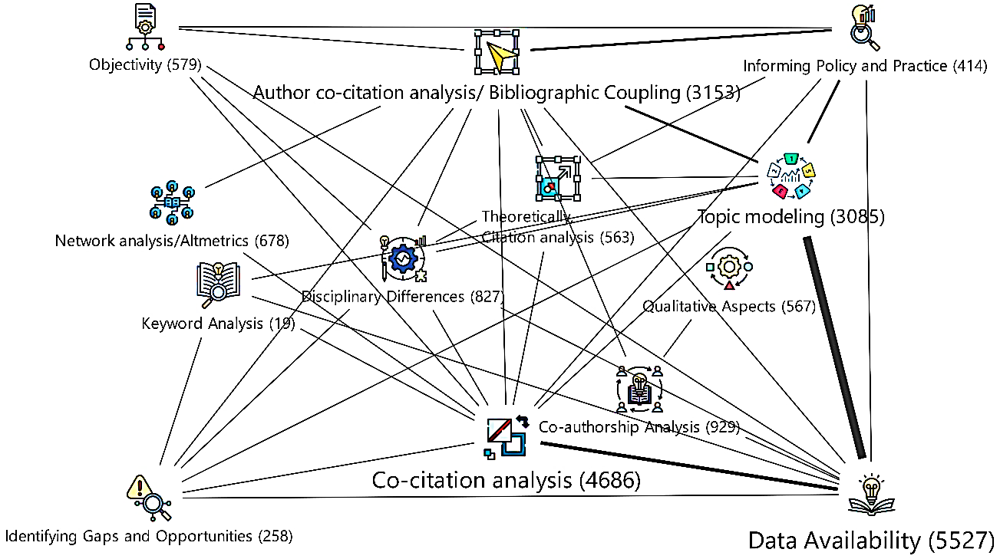 Objectivity (579)
Informing Policy and Practice (414)
Author co-citation analysis/ Bibliographic Coupling (3153)
Theoretically,
Citation analysis (563)
Topic modeling (3085)
Network analysis/Altmetrics (678)
Disciplinary Differences (827)
Qualitative Aspects (567)
Keyword Analysis (19)
Co-authorship Analysis (929)
Co-citation analysis (4686)
Identifying Gaps and Opportunities (258)
Data Availability (5527)